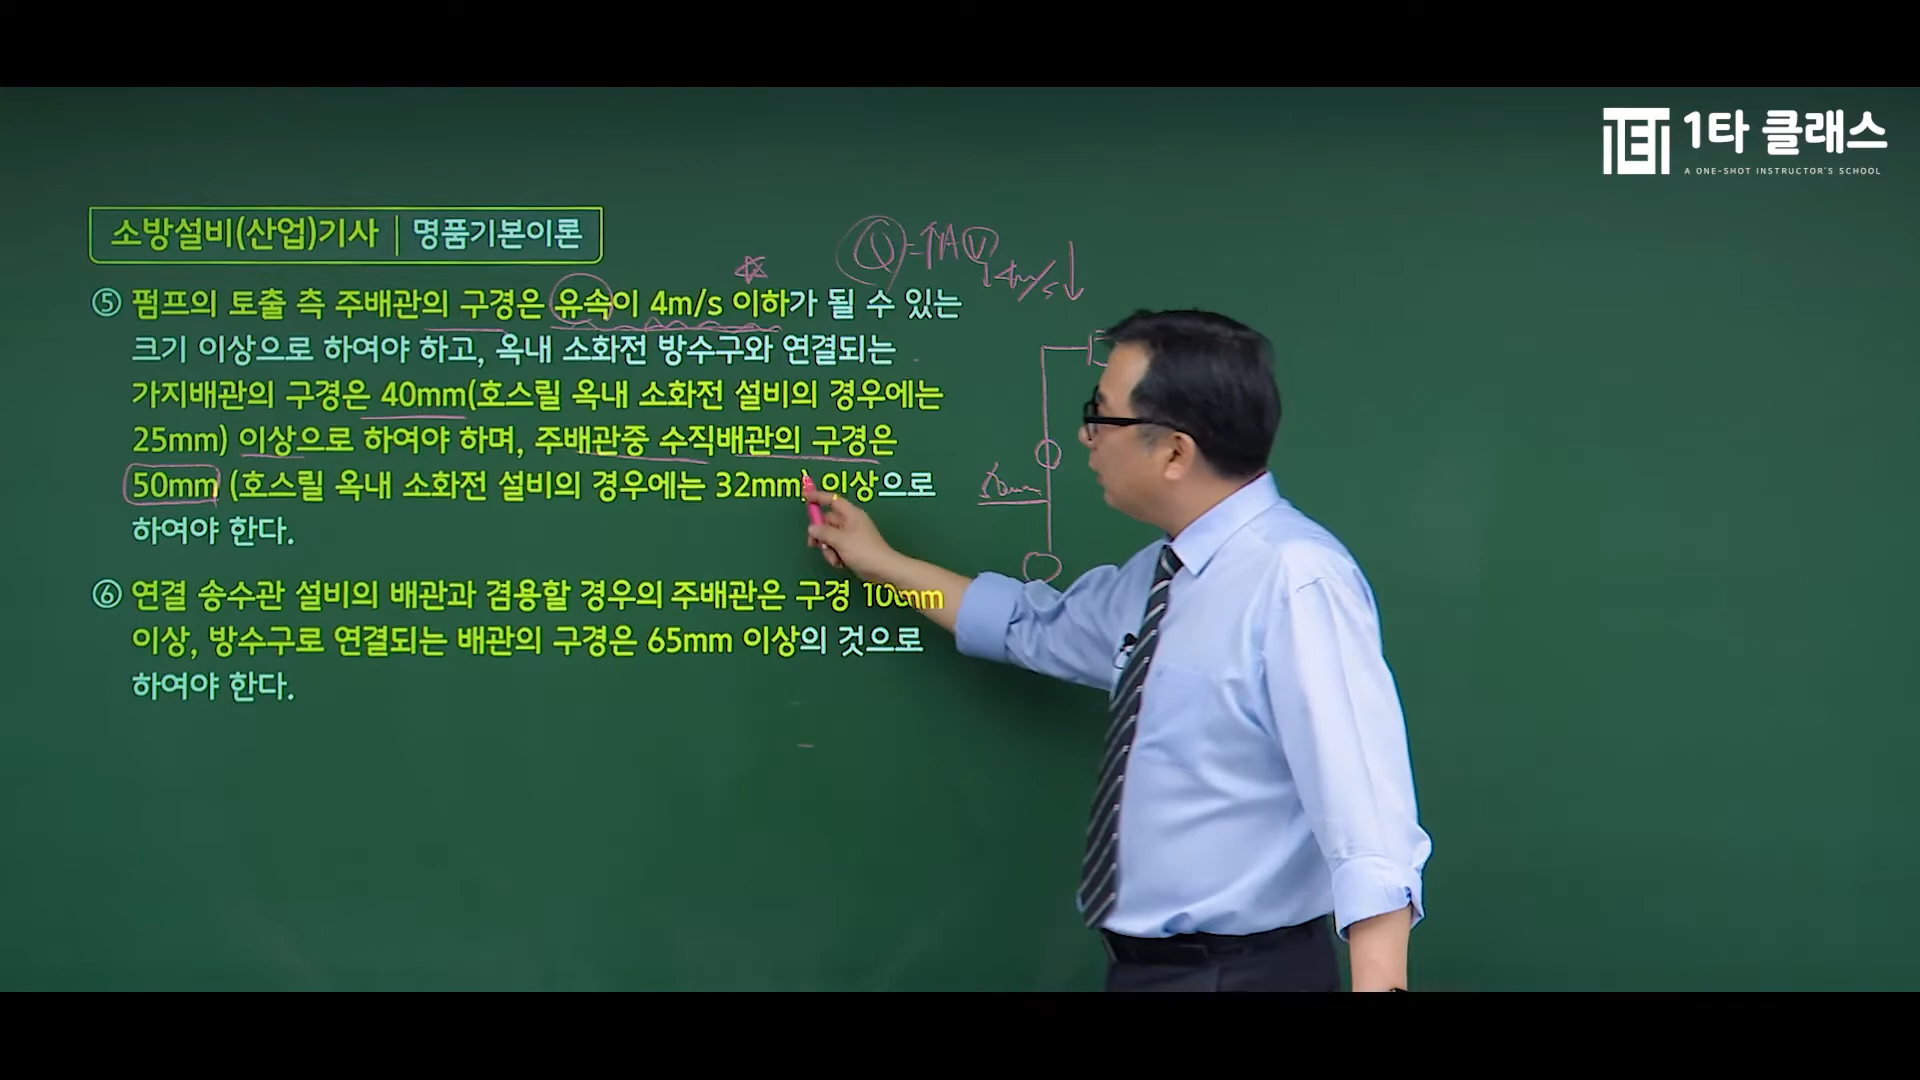 1타 클래스
A ONE-SHOT INSTRUCTOR'S SCHOOL
소방설비(산업)기사 | 명품기본이론
Q=AV
4m/s↓
⑤ 펌프의 토출 측 주배관의 구경은 유속이 4m/s 이하가 될 수 있는
크기 이상으로 하여야 하고, 옥내 소화전 방수구와 연결되는
가지배관의 구경은 40mm(호스릴 옥내 소화전 설비의 경우에는
25mm) 이상으로 하여야 하며, 주배관중 수직배관의 구경은
50mm (호스릴 옥내 소화전 설비의 경우에는 32mm) 이상으로
하여야 한다.
50mm
⑥ 연결 송수관 설비의 배관과 겸용할 경우의 주배관은 구경 100mm
이상, 방수구로 연결되는 배관의 구경은 65mm 이상의 것으로
하여야 한다.